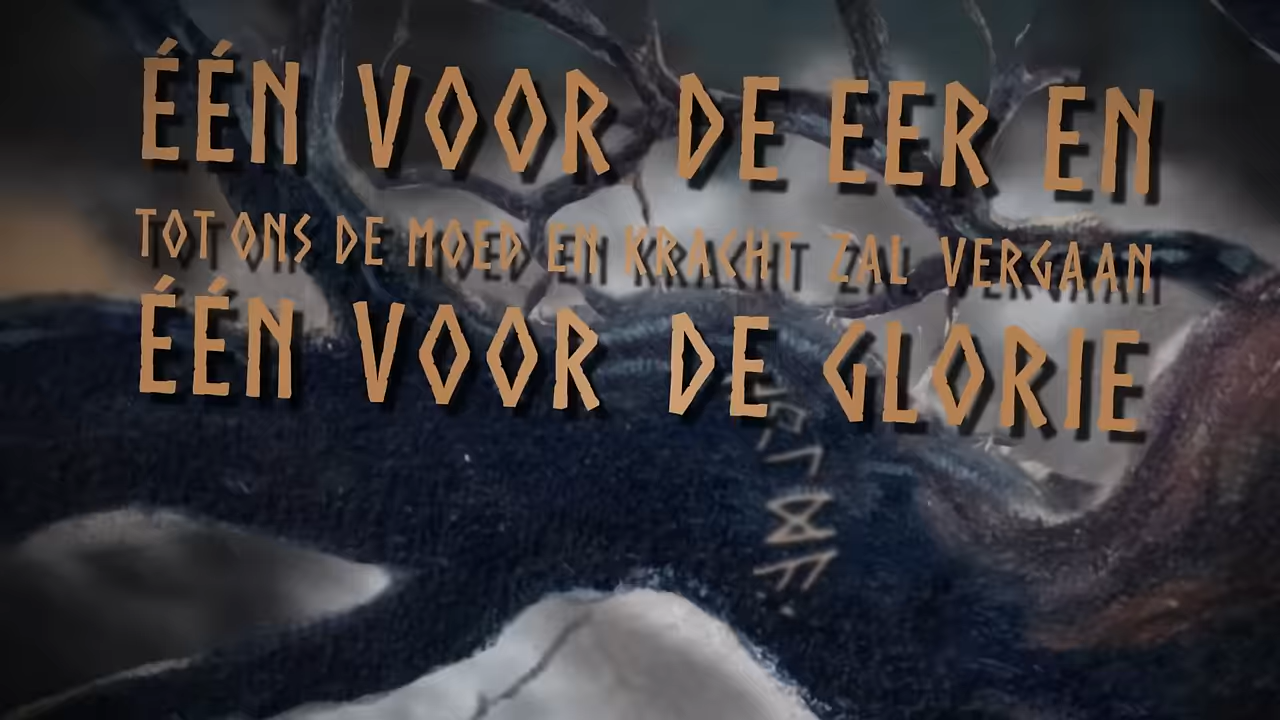 ÉÉN VOOR DE EER EN
TOT ONS DE MOED EN KRACHT ZAL VERGAAN
ÉÉN VOOR DE GLORIE